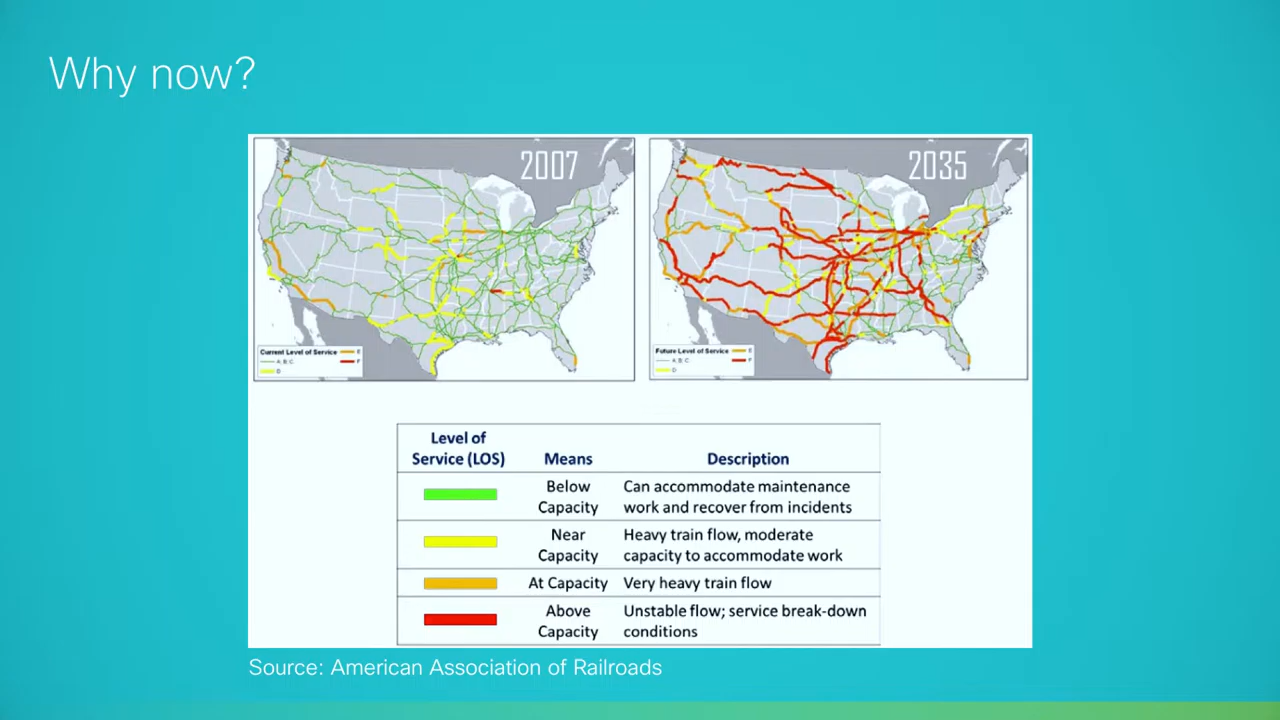 Why now?
2007
2035
Current Level of Service
E
A, B, C
F
D
Future Level of Service
E
A, B, C
F
D
Level of
Service (LOS)
Means
Description
Below
Capacity
Can accommodate maintenance
work and recover from incidents
Near
Capacity
Heavy train flow, moderate
capacity to accommodate work
At Capacity
Very heavy train flow
Above
Capacity
Unstable flow; service break-down
conditions
Source: American Association of Railroads